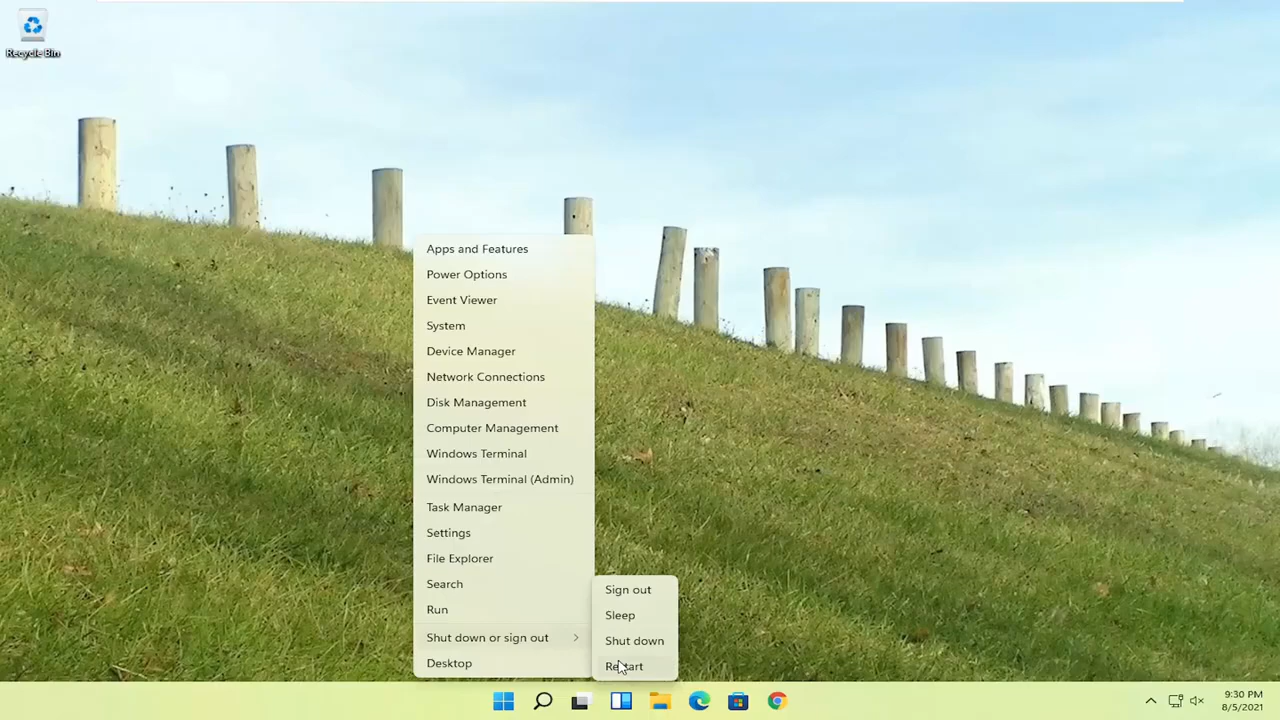 Recycle Bin
Apps and Features
Power Options
Event Viewer
System
Device Manager
Network Connections
Disk Management
Computer Management
Windows Terminal
Windows Terminal (Admin)
Task Manager
Settings
File Explorer
Search
Run
Shut down or sign out
Desktop
Sign out
Sleep
Shut down
Restart
9:30 PM
8/5/2021